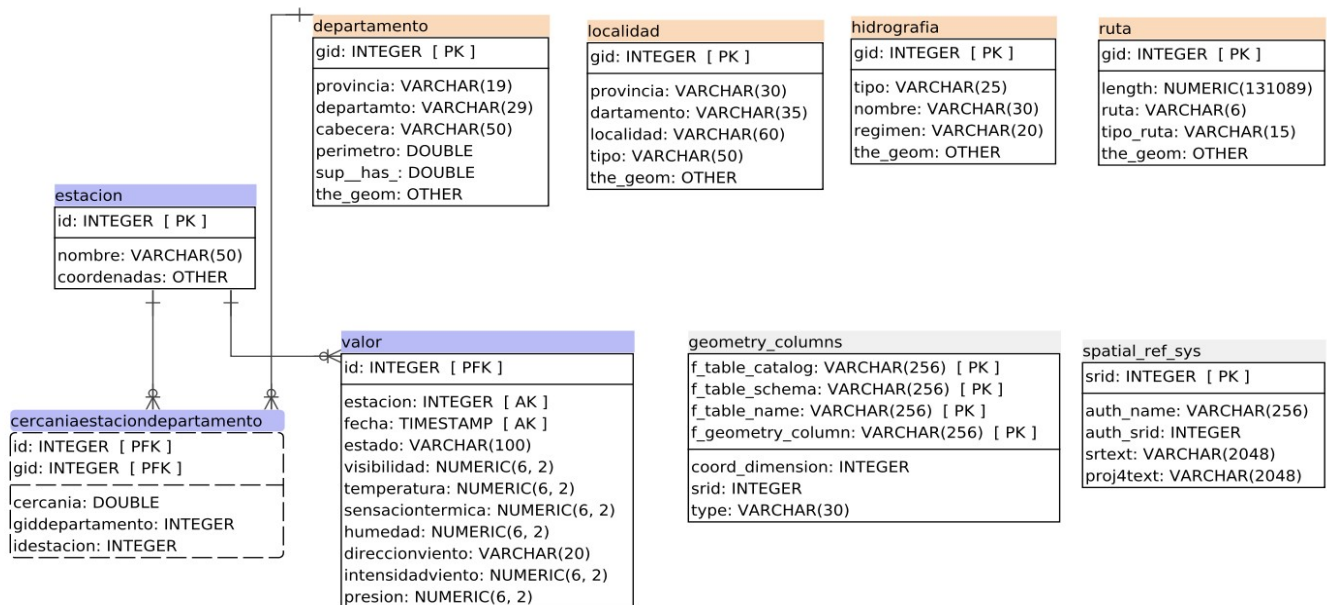 departamento
gid: INTEGER [ PK ]
provincia: VARCHAR(19)
departamto: VARCHAR(29)
cabecera: VARCHAR(50)
perimetro: DOUBLE
sup__has_: DOUBLE
the_geom: OTHER
localidad
gid: INTEGER [ PK ]
provincia: VARCHAR(30)
dartamento: VARCHAR(35)
localidad: VARCHAR(60)
tipo: VARCHAR(50)
the_geom: OTHER
hidrografia
gid: INTEGER [ PK ]
tipo: VARCHAR(25)
nombre: VARCHAR(30)
regimen: VARCHAR(20)
the_geom: OTHER
ruta
gid: INTEGER [ PK ]
length: NUMERIC(131089)
ruta: VARCHAR(6)
tipo_ruta: VARCHAR(15)
the_geom: OTHER
estacion
id: INTEGER [ PK ]
nombre: VARCHAR(50)
coordenadas: OTHER
cercaniaestaciondepartamento
id: INTEGER [ PFK ]
gid: INTEGER [ PFK ]
cercania: DOUBLE
giddepartamento: INTEGER
idestacion: INTEGER
valor
id: INTEGER [ PFK ]
estacion: INTEGER [ AK ]
fecha: TIMESTAMP [ AK ]
estado: VARCHAR(100)
visibilidad: NUMERIC(6, 2)
temperatura: NUMERIC(6, 2)
sensaciontermica: NUMERIC(6, 2)
humedad: NUMERIC(6, 2)
direccionviento: VARCHAR(20)
intensidadviento: NUMERIC(6, 2)
presion: NUMERIC(6, 2)
geometry_columns
f_table_catalog: VARCHAR(256) [ PK ]
f_table_schema: VARCHAR(256) [ PK ]
f_table_name: VARCHAR(256) [ PK ]
f_geometry_column: VARCHAR(256) [ PK ]
coord_dimension: INTEGER
srid: INTEGER
type: VARCHAR(30)
spatial_ref_sys
srid: INTEGER [ PK ]
auth_name: VARCHAR(256)
auth_srid: INTEGER
srtext: VARCHAR(2048)
proj4text: VARCHAR(2048)